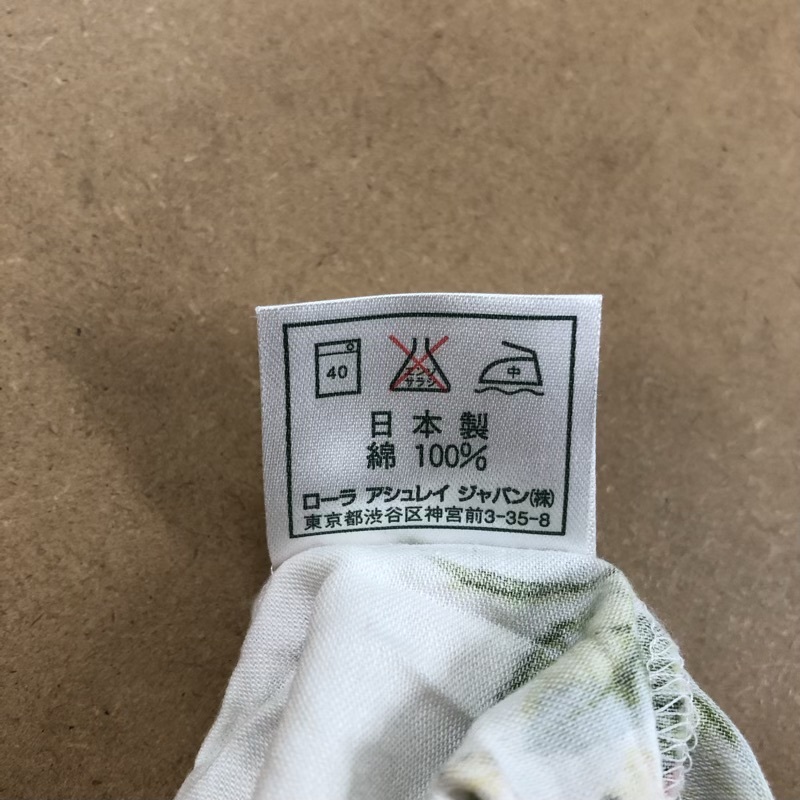 40 エンソサラシ 中
日本製
綿 100%
ローラ アシュレイ ジャパン(株)
東京都渋谷区神宮前3-35-8